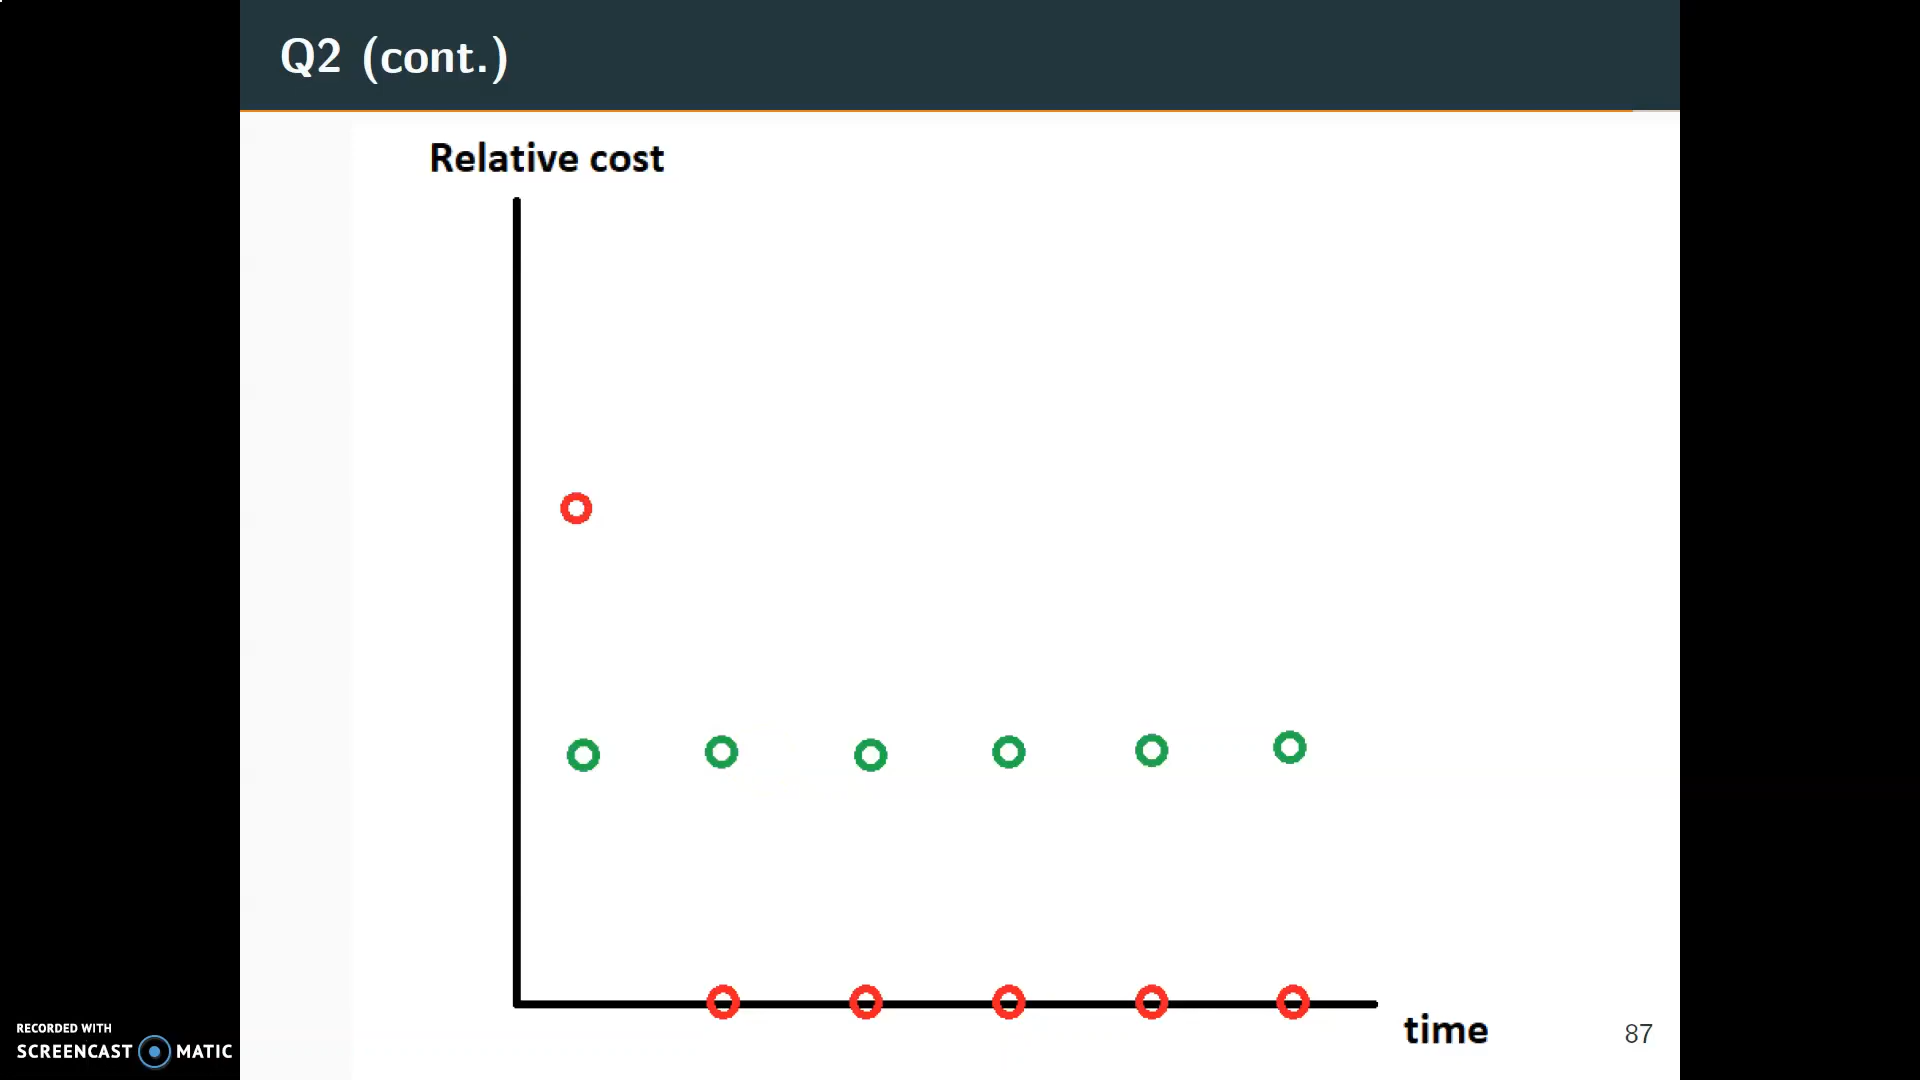 Q2 (cont.)
Relative cost
time
87
RECORDED WITH
SCREENCAST MATIC